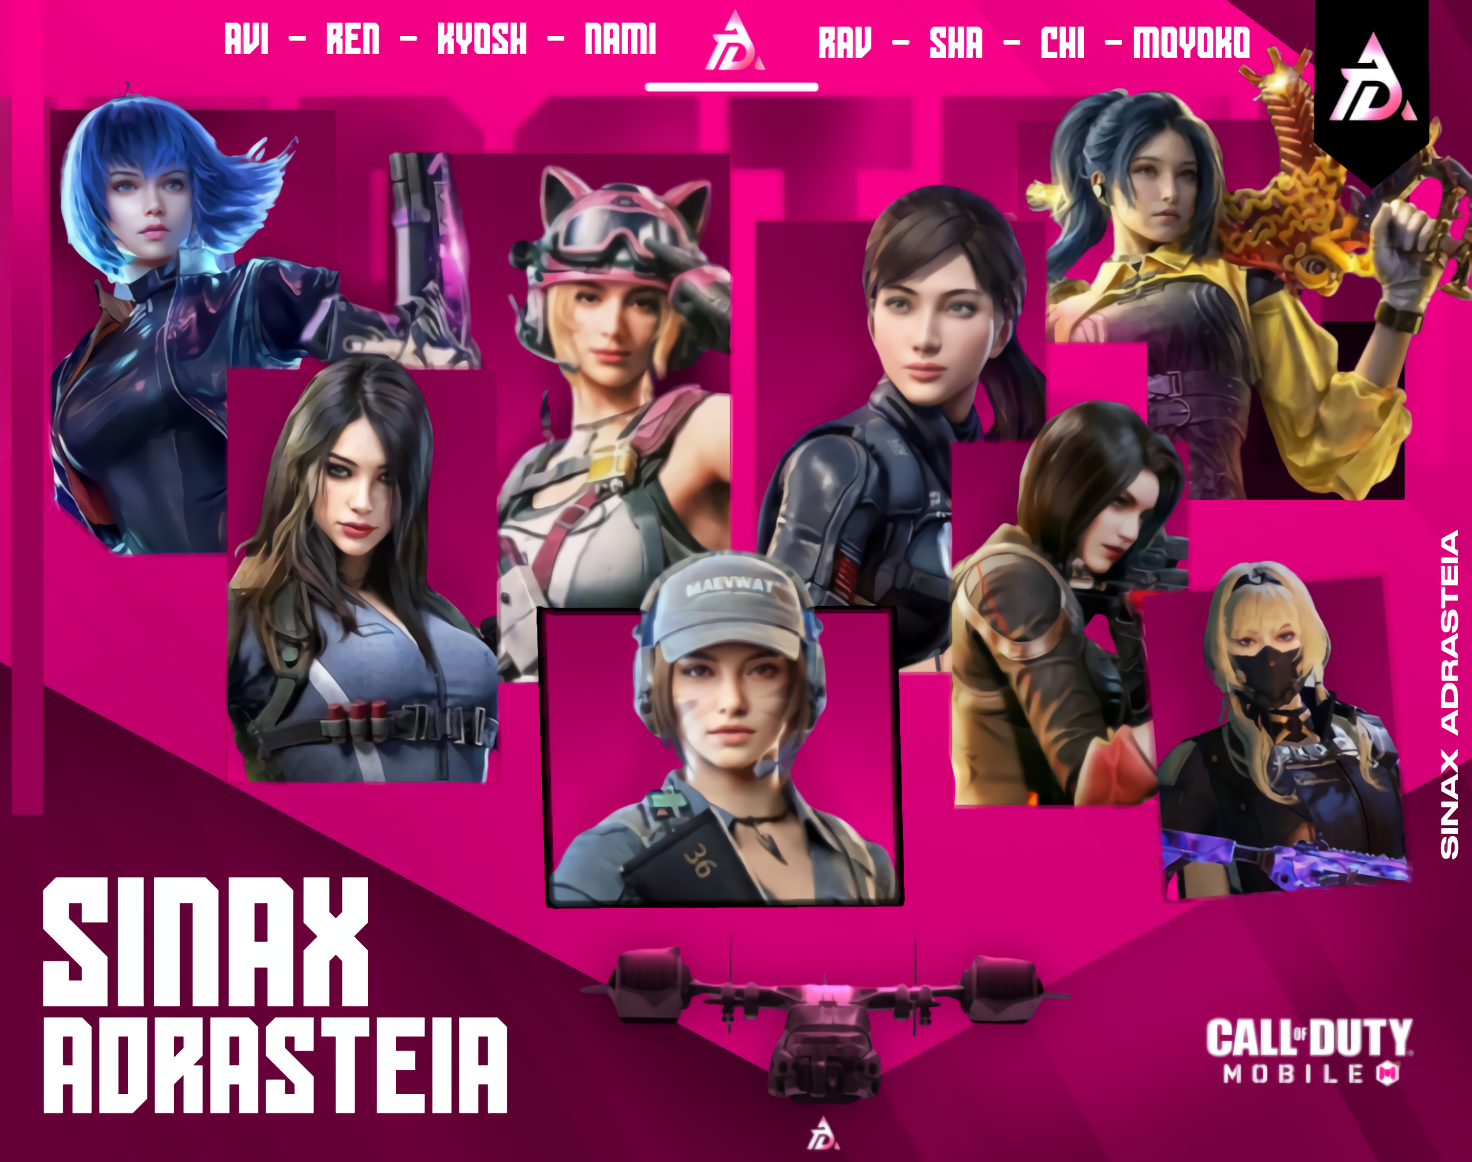 AVI - REN - KYOSH - NAMI
RAV - SHA - CHI - MOYOKO
MAEVWAT
36
SINAX ADRASTEIA
SINAX
ADRASTEIA
CALL OF DUTY
MOBILE